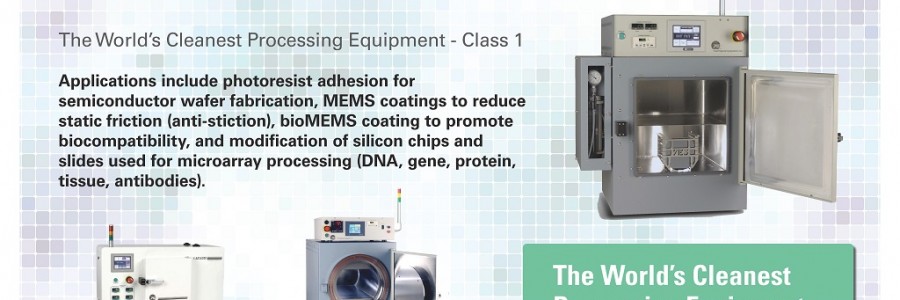 The World's Cleanest Processing Equipment - Class 1
Applications include photoresist adhesion for
semiconductor wafer fabrication, MEMS coatings to reduce
static friction (anti-stiction), bioMEMS coating to promote
biocompatibility, and modification of silicon chips and
slides used for microarray processing (DNA, gene, protein,
tissue, antibodies).
The World's Cleanest
Processing Equipment